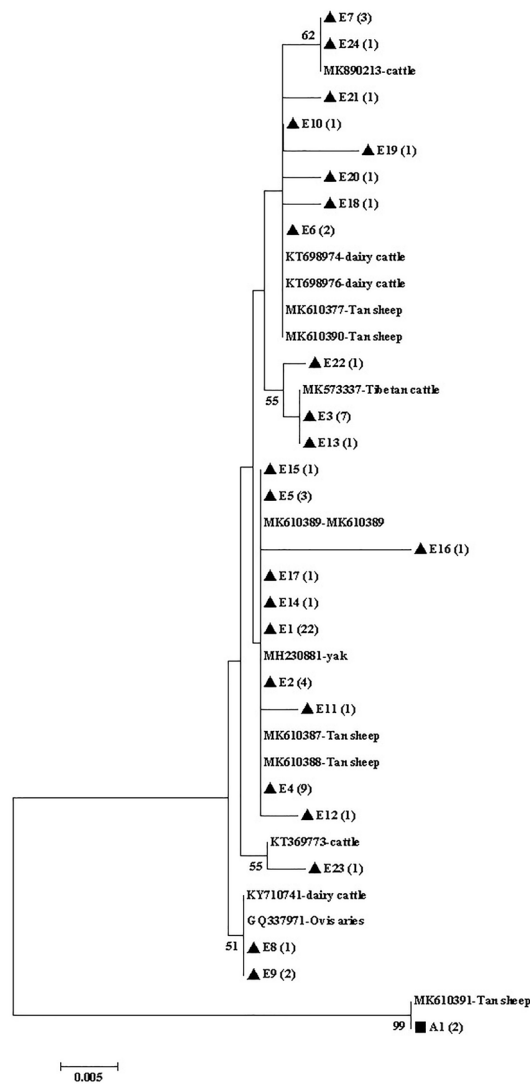 E7 (3)
62
E24 (1)
MK890213-cattle
E21 (1)
E10 (1)
E19 (1)
E20 (1)
E18 (1)
E6 (2)
KT698974-dairy cattle
KT698976-dairy cattle
MK610377-Tan sheep
MK610390-Tan sheep
E22 (1)
MK573337-Tibetan cattle
55
E3 (7)
E13 (1)
E15 (1)
E5 (3)
MK610389-MK610389
E16 (1)
E17 (1)
E14 (1)
E1 (22)
MH230881-yak
E2 (4)
E11 (1)
MK610387-Tan sheep
MK610388-Tan sheep
E4 (9)
E12 (1)
KT369773-cattle
55
E23 (1)
KY710741-dairy cattle
GQ337971-Ovis aries
51
E8 (1)
E9 (2)
MK610391-Tan sheep
99
A1 (2)
0.005